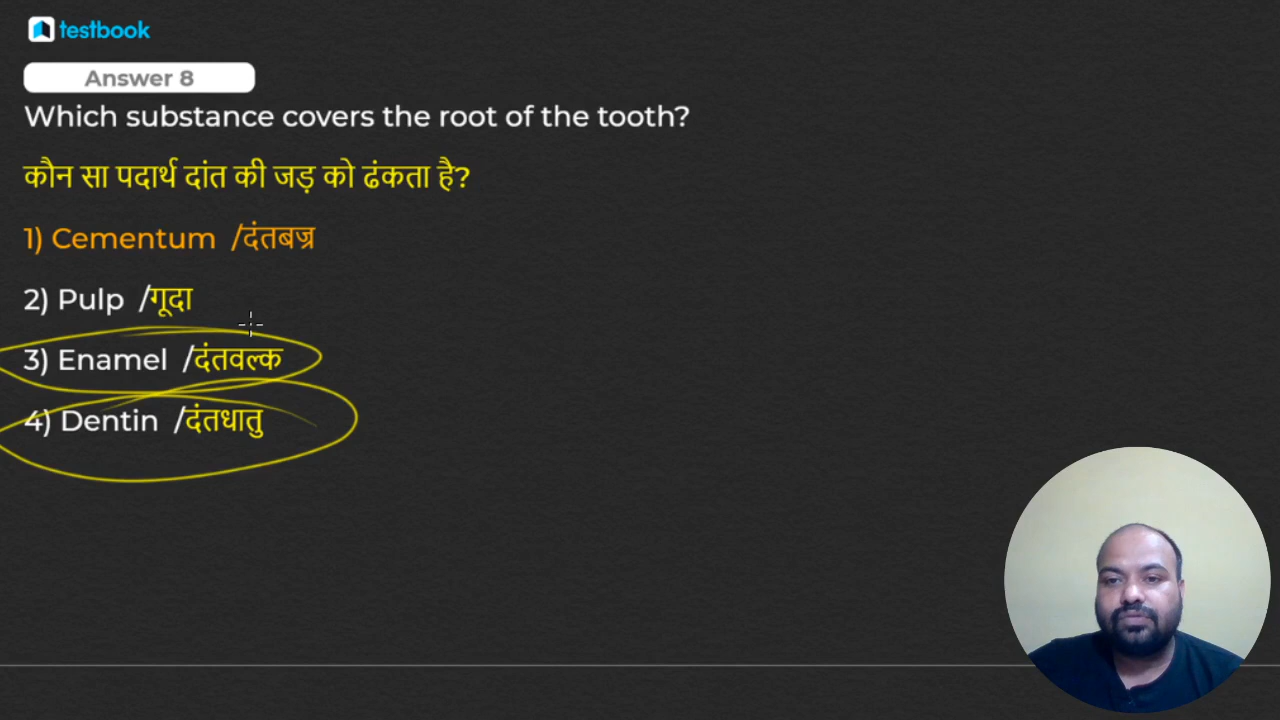 testbook
Answer 8
Which substance covers the root of the tooth?
कौन सा पदार्थ दांत की जड़ को ढंकता है?
1) Cementum /दंतबज्र
2) Pulp /गूदा
3) Enamel /दंतवल्क
4) Dentin /दंतधातु